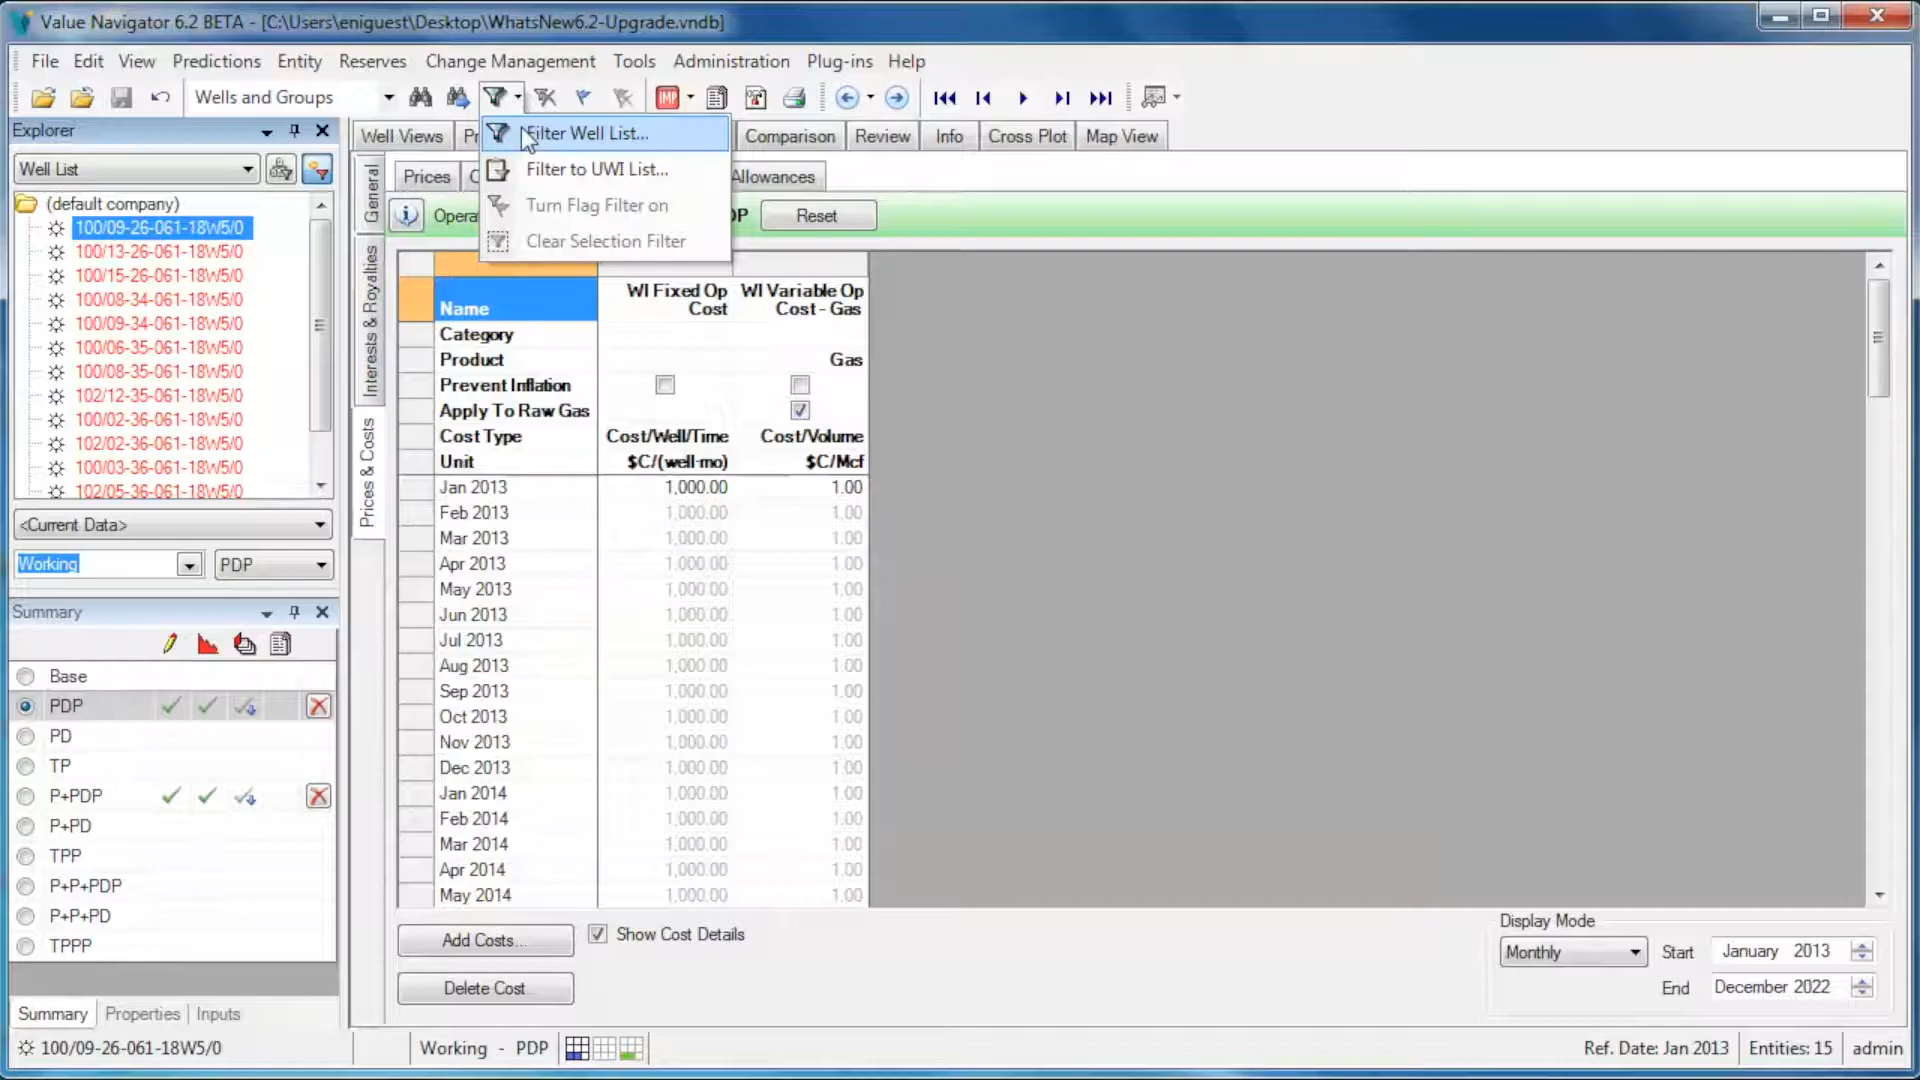 Value Navigator 6.2 BETA - [C:\Users\eniguest\Desktop\WhatsNew6.2-Upgrade.vndb]
File Edit View Predictions Entity Reserves Change Management Tools Administration Plug-ins Help
Wells and Groups
IMP
Explorer
Well List
(default company)
100/09-26-061-18W5/0
100/13-26-061-18W5/0
100/15-26-061-18W5/0
100/08-34-061-18W5/0
100/09-34-061-18W5/0
100/06-35-061-18W5/0
100/08-35-061-18W5/0
102/12-35-061-18W5/0
100/02-36-061-18W5/0
102/02-36-061-18W5/0
100/03-36-061-18W5/0
102/05-36-061-18W5/0
<Current Data>
Working PDP
Summary
Base
PDP
PD
TP
P+PDP
P+PD
TPP
P+P+PDP
P+P+PD
TPPP
Summary Properties Inputs
Well Views Comparison Review Info Cross Plot Map View
Filter Well List...
Filter to UWI List...
Turn Flag Filter on
Clear Selection Filter
General
Interests & Royalties
Prices & Costs
Prices Allowances
Reset
Name WI Fixed Op Cost WI Variable Op Cost - Gas
Category
Product Gas
Prevent Inflation
Apply To Raw Gas
Cost Type Cost/Well/Time Cost/Volume
Unit $C/(well·mo) $C/Mcf
Jan 2013 1,000.00 1.00
Feb 2013 1,000.00 1.00
Mar 2013 1,000.00 1.00
Apr 2013 1,000.00 1.00
May 2013 1,000.00 1.00
Jun 2013 1,000.00 1.00
Jul 2013 1,000.00 1.00
Aug 2013 1,000.00 1.00
Sep 2013 1,000.00 1.00
Oct 2013 1,000.00 1.00
Nov 2013 1,000.00 1.00
Dec 2013 1,000.00 1.00
Jan 2014 1,000.00 1.00
Feb 2014 1,000.00 1.00
Mar 2014 1,000.00 1.00
Apr 2014 1,000.00 1.00
May 2014 1,000.00 1.00
Add Costs... Show Cost Details
Delete Cost
Display Mode
Monthly Start January 2013
End December 2022
100/09-26-061-18W5/0 Working - PDP Ref. Date: Jan 2013 Entities: 15 admin